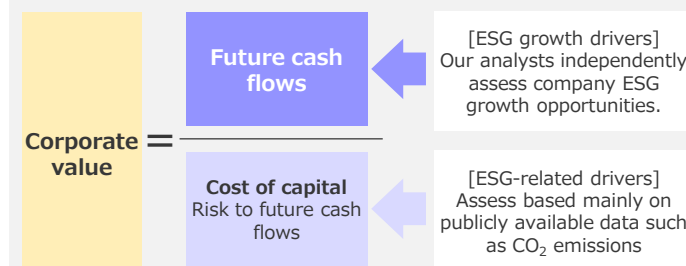 Corporate
value
=
Future cash
flows
Cost of capital
Risk to future cash
flows
[ESG growth drivers]
Our analysts independently
assess company ESG
growth opportunities.
[ESG-related drivers]
Assess based mainly on
publicly available data such
as CO₂ emissions